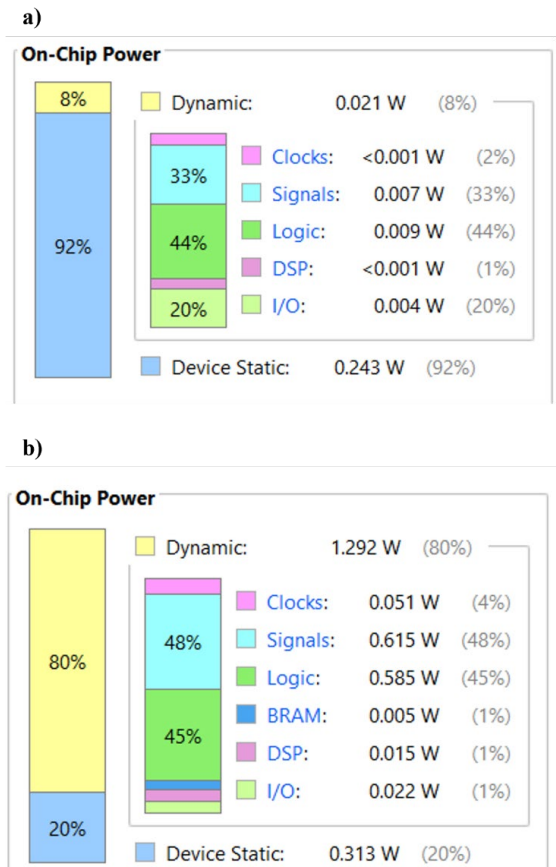 a)
On-Chip Power
8%
Dynamic: 0.021 W (8%)
Clocks: <0.001 W (2%)
33%
Signals: 0.007 W (33%)
92%
44%
Logic: 0.009 W (44%)
DSP: <0.001 W (1%)
20%
I/O: 0.004 W (20%)
Device Static: 0.243 W (92%)
b)
On-Chip Power
Dynamic: 1.292 W (80%)
Clocks: 0.051 W (4%)
48%
Signals: 0.615 W (48%)
80%
Logic: 0.585 W (45%)
BRAM: 0.005 W (1%)
45%
DSP: 0.015 W (1%)
I/O: 0.022 W (1%)
20%
Device Static: 0.313 W (20%)